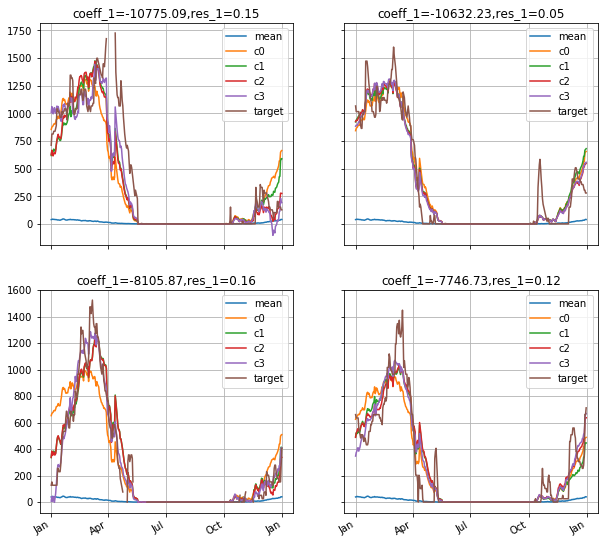 coeff_1=-10775.09,res_1=0.15
coeff_1=-10632.23,res_1=0.05
1750
1500
1250
1000
750
500
250
0
mean
c0
c1
c2
c3
target
mean
c0
c1
c2
c3
target
Jan
Apr
Jul
Oct
Jan
coeff_1=-8105.87,res_1=0.16
coeff_1=-7746.73,res_1=0.12
1600
1400
1200
1000
800
600
400
200
0
mean
c0
c1
c2
c3
target
mean
c0
c1
c2
c3
target
Jan
Apr
Jul
Oct
Jan